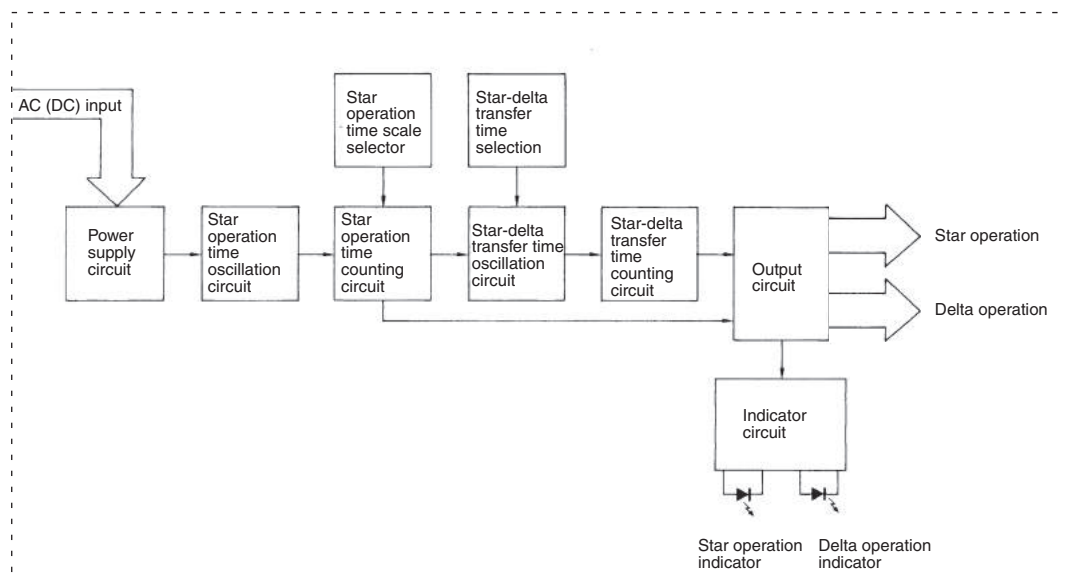 AC (DC) input
Star
operation
time scale
selector
Star-delta
transfer
time
selection
Power
supply
circuit
Star
operation
time
oscillation
circuit
Star
operation
time
counting
circuit
Star-delta
transfer time
oscillation
circuit
Star-delta
transfer
time
counting
circuit
Output
circuit
Star operation
Delta operation
Indicator
circuit
Star operation
indicator
Delta operation
indicator